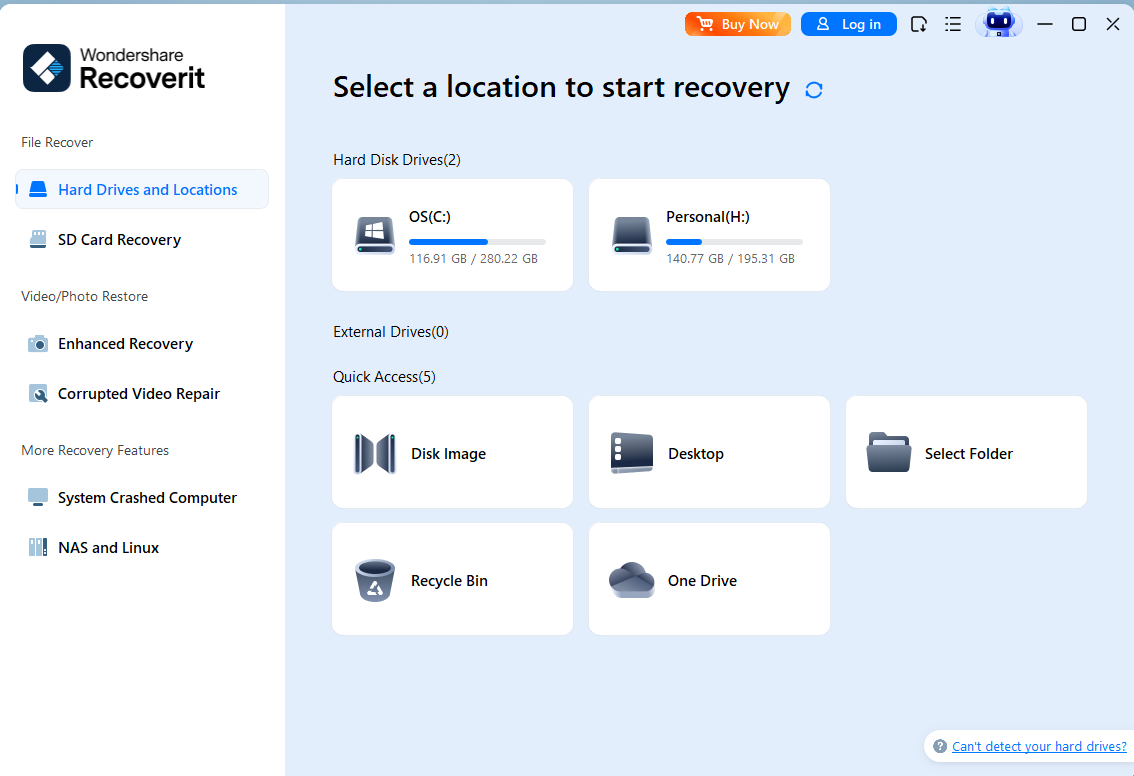 Wondershare
Recoverit
File Recover
Hard Drives and Locations
SD Card Recovery
Video/Photo Restore
Enhanced Recovery
Corrupted Video Repair
More Recovery Features
System Crashed Computer
NAS and Linux
Buy Now
Log in
Select a location to start recovery
Hard Disk Drives(2)
OS(C:)
116.91 GB / 280.22 GB
Personal(H:)
140.77 GB / 195.31 GB
External Drives(0)
Quick Access(5)
Disk Image
Desktop
Select Folder
Recycle Bin
One Drive
? Can't detect your hard drives?